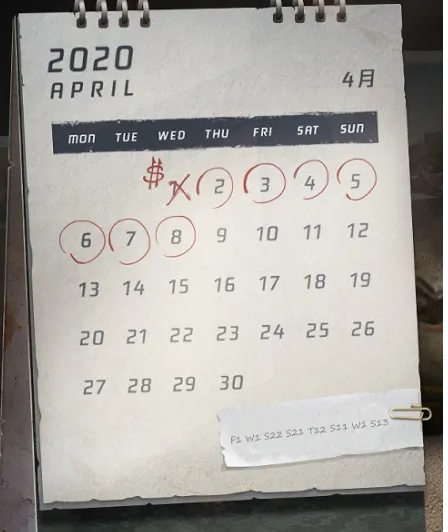 2020
APRIL
4月
MON TUE WED THU FRI SAT SUN
$ 1 2 3 4 5
6 7 8 9 10 11 12
13 14 15 16 17 18 19
20 21 22 23 24 25 26
27 28 29 30
F1 W1 S22 S21 T12 S11 W1 S13